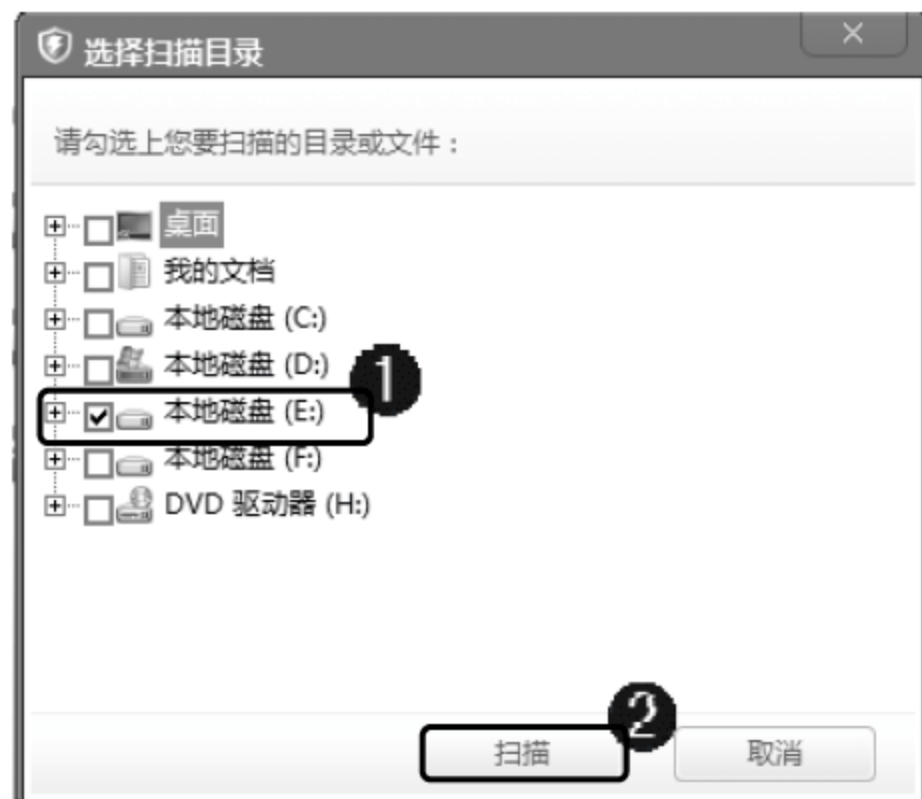 选择扫描目录
请勾选上您要扫描的目录或文件：
桌面
我的文档
本地磁盘 (C:)
本地磁盘 (D:)
1
本地磁盘 (E:)
本地磁盘 (F:)
DVD 驱动器 (H:)
2
扫描 取消